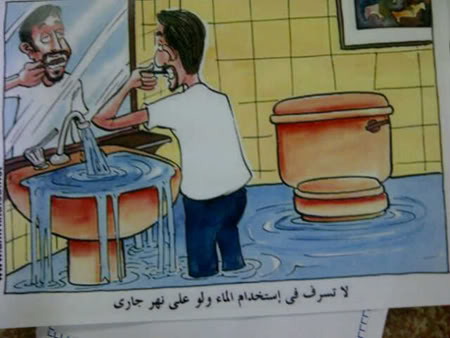 لا تسرف فى إستخدام الماء ولو على نهر جارى